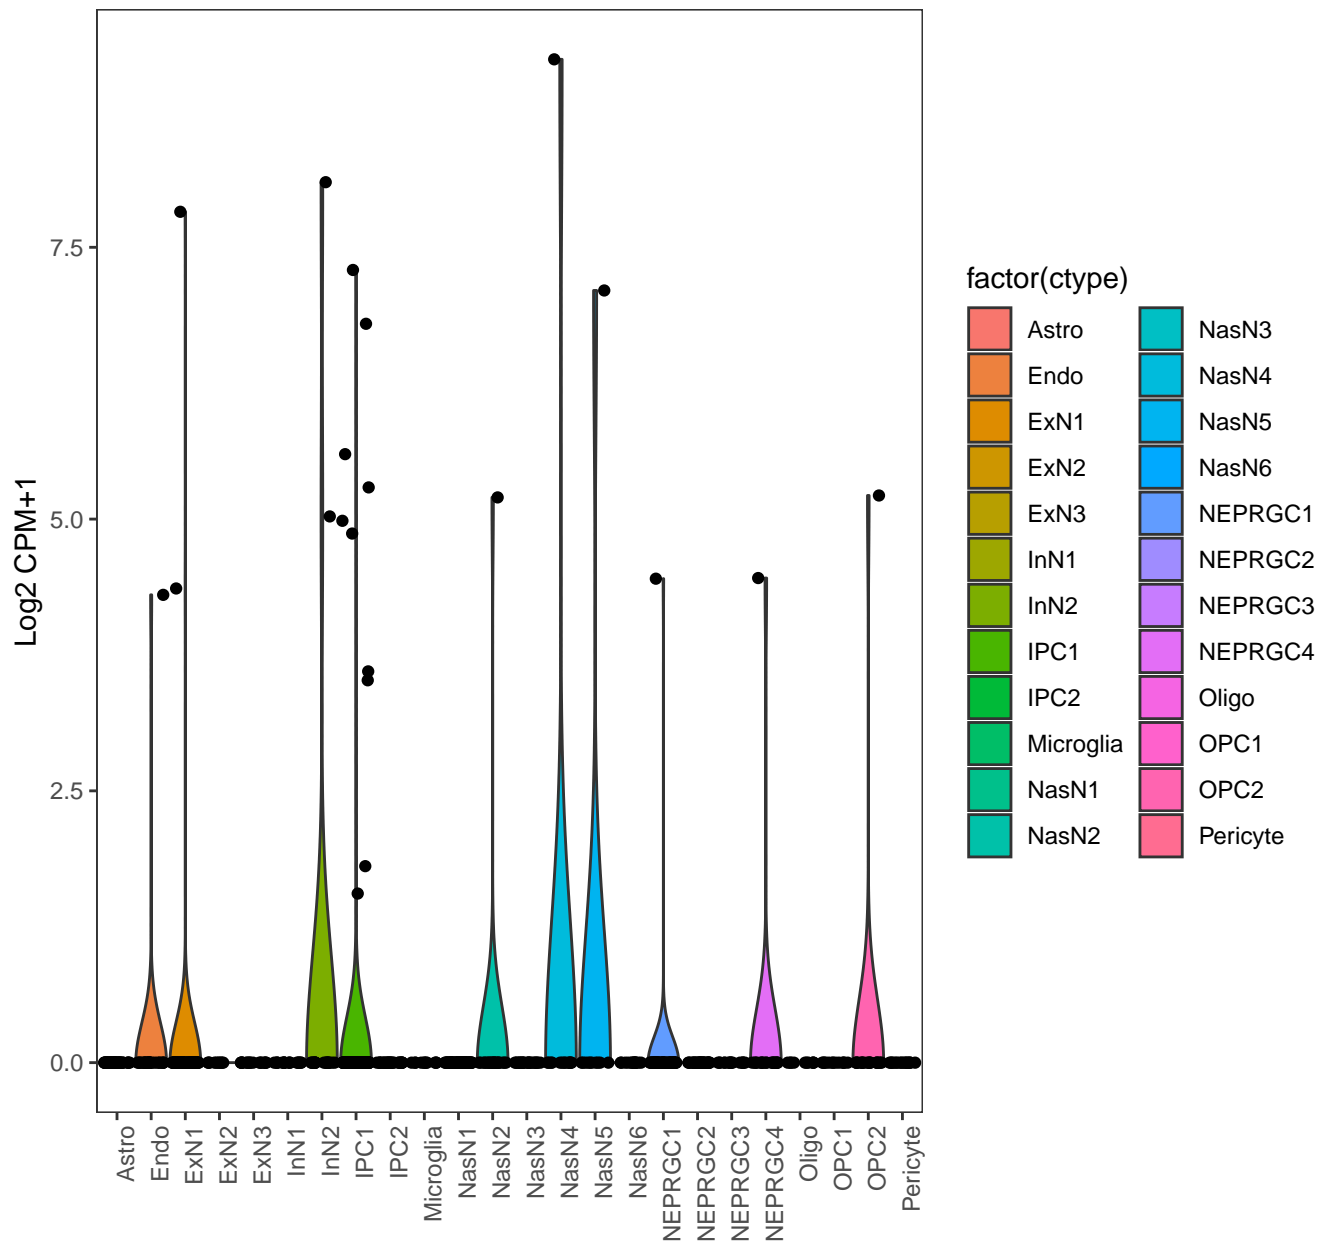 Log2 CPM+1
7.5
5.0
2.5
0.0
Astro
Endo
ExN1
ExN2
ExN3
InN1
InN2
IPC1
IPC2
Microglia
NasN1
NasN2
NasN3
NasN4
NasN5
NasN6
NEPRGC1
NEPRGC2
NEPRGC3
NEPRGC4
Oligo
OPC1
OPC2
Pericyte
factor(ctype)
Astro
Endo
ExN1
ExN2
ExN3
InN1
InN2
IPC1
IPC2
Microglia
NasN1
NasN2
NasN3
NasN4
NasN5
NasN6
NEPRGC1
NEPRGC2
NEPRGC3
NEPRGC4
Oligo
OPC1
OPC2
Pericyte